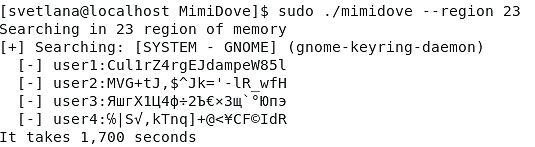 [svetlana@localhost MimiDove]$ sudo ./mimidove --region 23
Searching in 23 region of memory
[+] Searching: [SYSTEM - GNOME] (gnome-keyring-daemon)
[-] user1:Cul1rZ4rgEJdampeW85l
[-] user2:MVG+tJ,$^Jk='-lR_wfH
[-] user3:ЯшгХ1Ц4ф÷2Ъ€×3щ`°Юпэ
[-] user4:℅|S√,kTnq]+@<¥CF©IdR
It takes 1,700 seconds